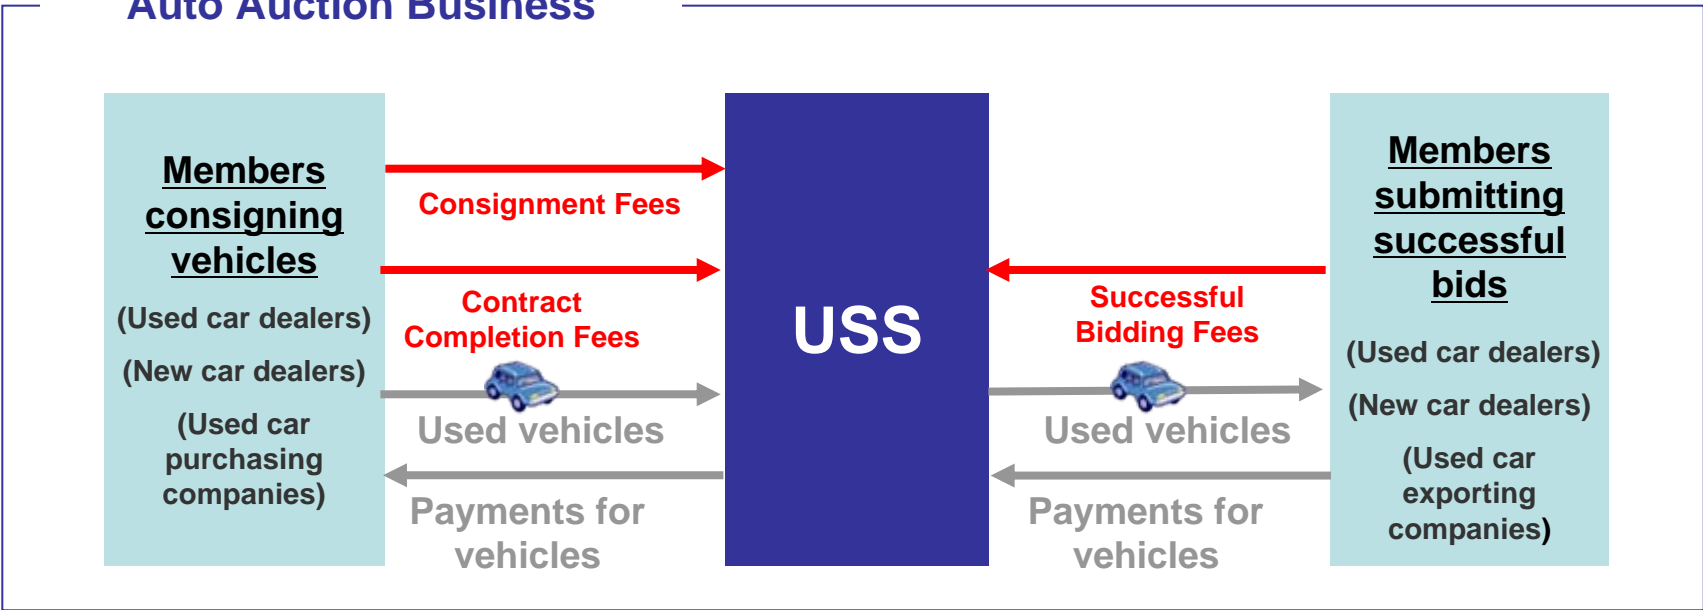 Auto Auction Business
Members
consigning
vehicles
(Used car dealers)
(New car dealers)
(Used car
purchasing
companies)
Consignment Fees
Contract
Completion Fees
Used vehicles
Payments for
vehicles
USS
Successful
Bidding Fees
Used vehicles
Payments for
vehicles
Members
submitting
successful
bids
(Used car dealers)
(New car dealers)
(Used car
exporting
companies)